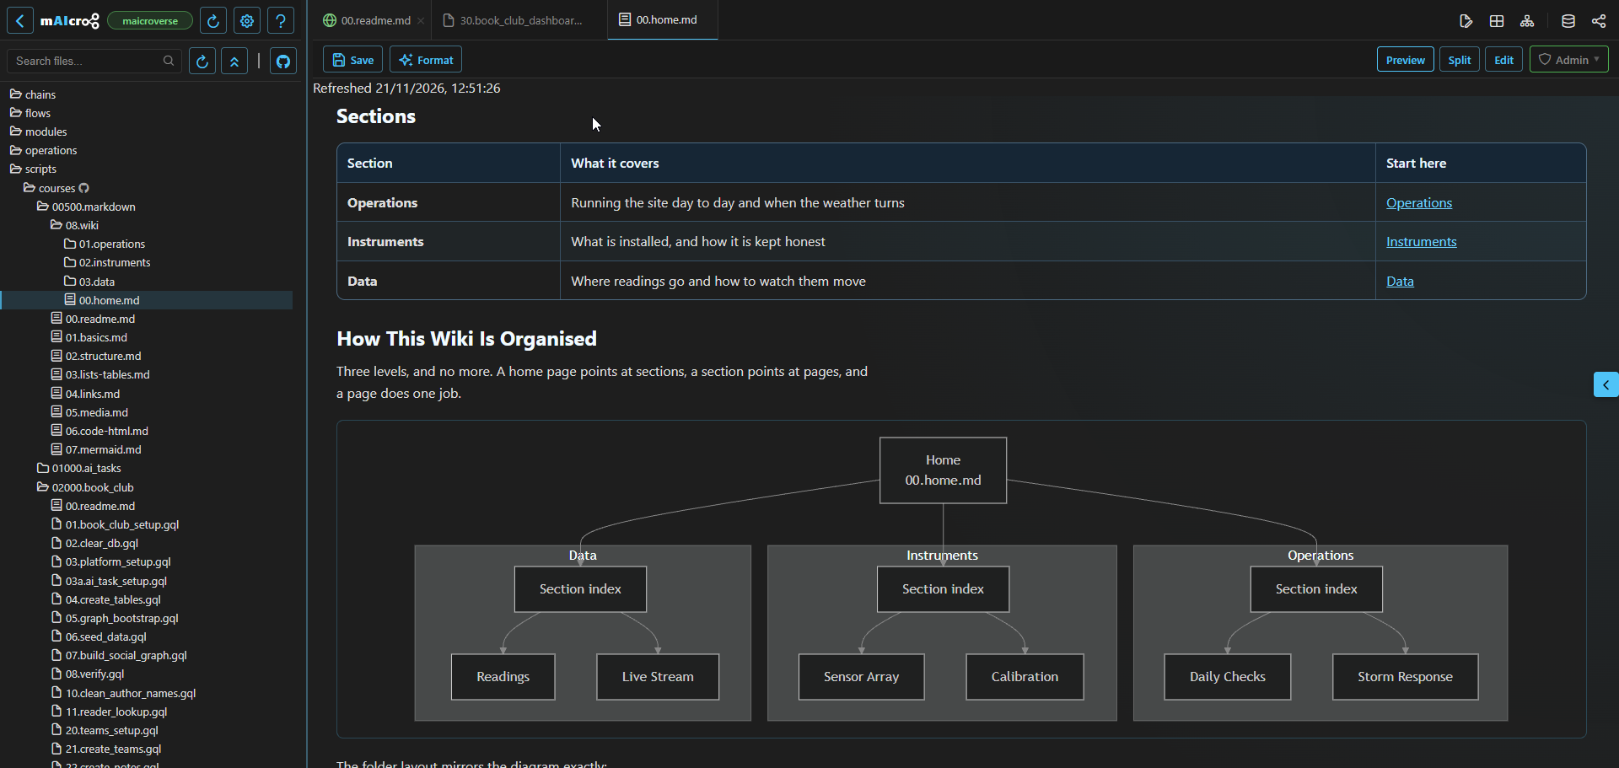 mAIcro
maicroverse
?
00.readme.md ×
30.book_club_dashboar...
00.home.md
Search files...
|
Save
Format
Preview
Split
Edit
Admin
Refreshed 21/11/2026, 12:51:26
chains
flows
modules
operations
scripts
courses
00500.markdown
08.wiki
01.operations
02.instruments
03.data
00.home.md
00.readme.md
01.basics.md
02.structure.md
03.lists-tables.md
04.links.md
05.media.md
06.code-html.md
07.mermaid.md
01000.ai_tasks
02000.book_club
00.readme.md
01.book_club_setup.gql
02.clear_db.gql
03.platform_setup.gql
03a.ai_task_setup.gql
04.create_tables.gql
05.graph_bootstrap.gql
06.seed_data.gql
07.build_social_graph.gql
08.verify.gql
10.clean_author_names.gql
11.reader_lookup.gql
20.teams_setup.gql
21.create_teams.gql
22.create_notes.gql
Sections
Section What it covers Start here
Operations Running the site day to day and when the weather turns Operations
Instruments What is installed, and how it is kept honest Instruments
Data Where readings go and how to watch them move Data
How This Wiki Is Organised
Three levels, and no more. A home page points at sections, a section points at pages, and
a page does one job.
Home
00.home.md
Data Instruments Operations
Section index Section index Section index
Readings Live Stream Sensor Array Calibration Daily Checks Storm Response
The folder layout mirrors the diagram exactly: